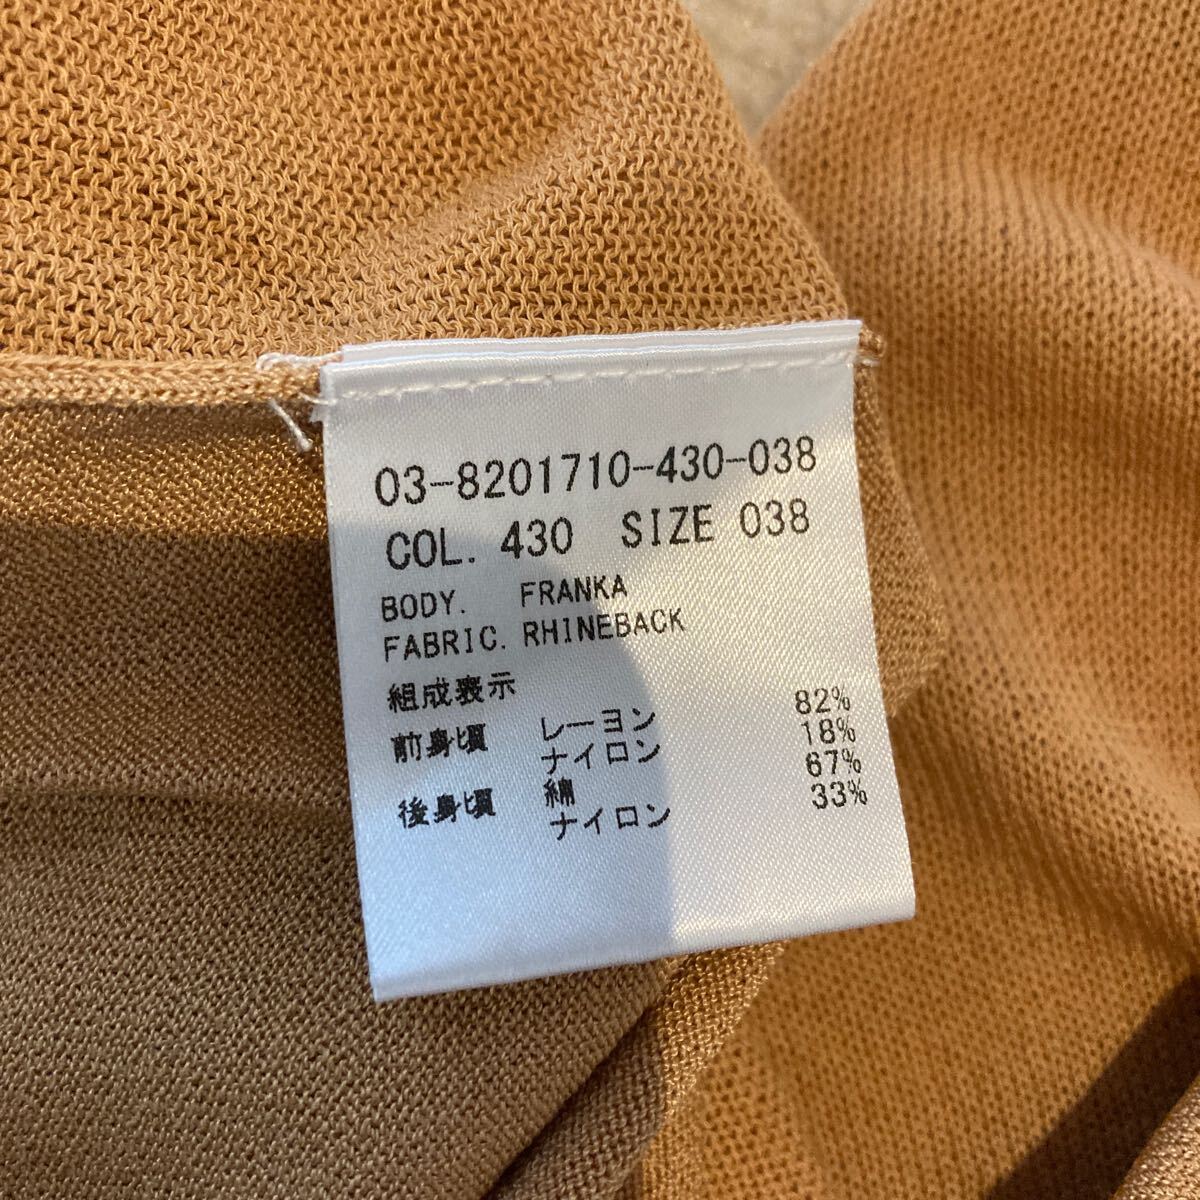 03-8201710-430-038
COL. 430 SIZE 038
BODY. FRANKA
FABRIC. RHINEBACK
組成表示
前身頃 レーヨン 82%
ナイロン 18%
後身頃 綿 67%
ナイロン 33%